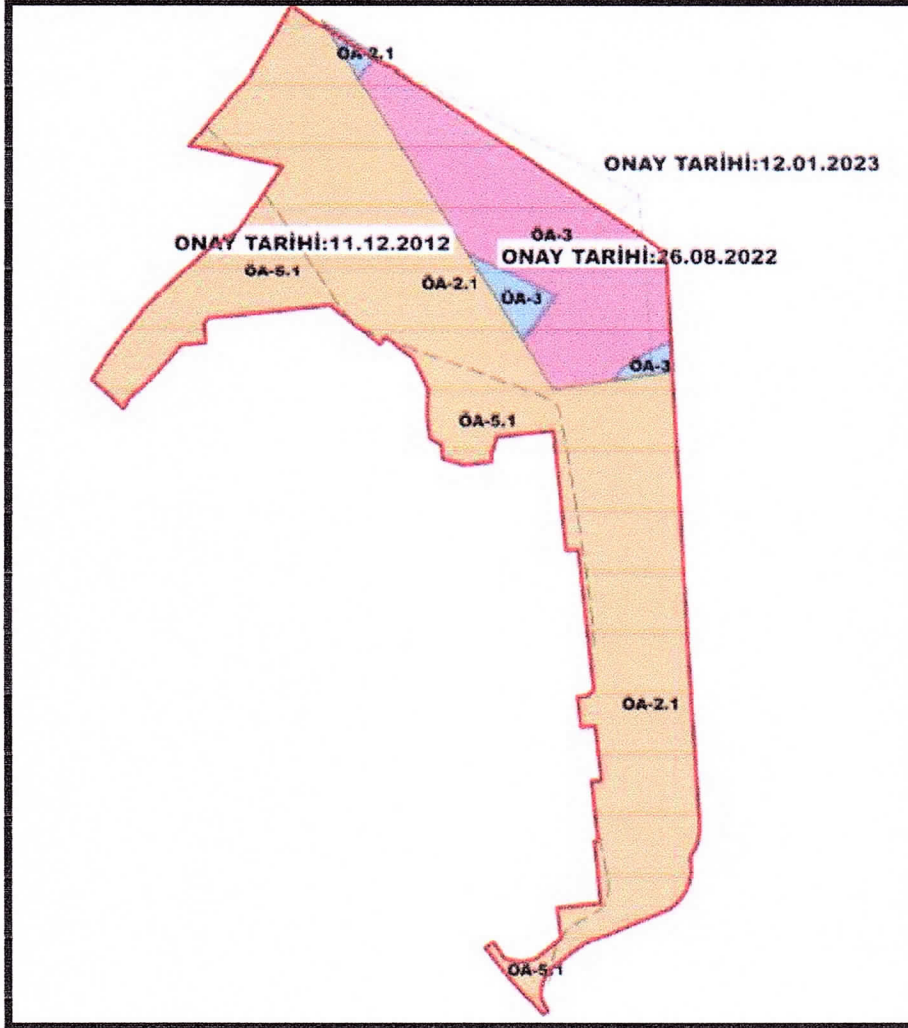 ÖA-2.1
ONAY TARİHİ:12.01.2023
ÖA-3
ONAY TARİHİ:11.12.2012
ONAY TARİHİ:26.08.2022
ÖA-5.1
ÖA-2.1
ÖA-3
ÖA-3
ÖA-5.1
ÖA-2.1
ÖA-5.1